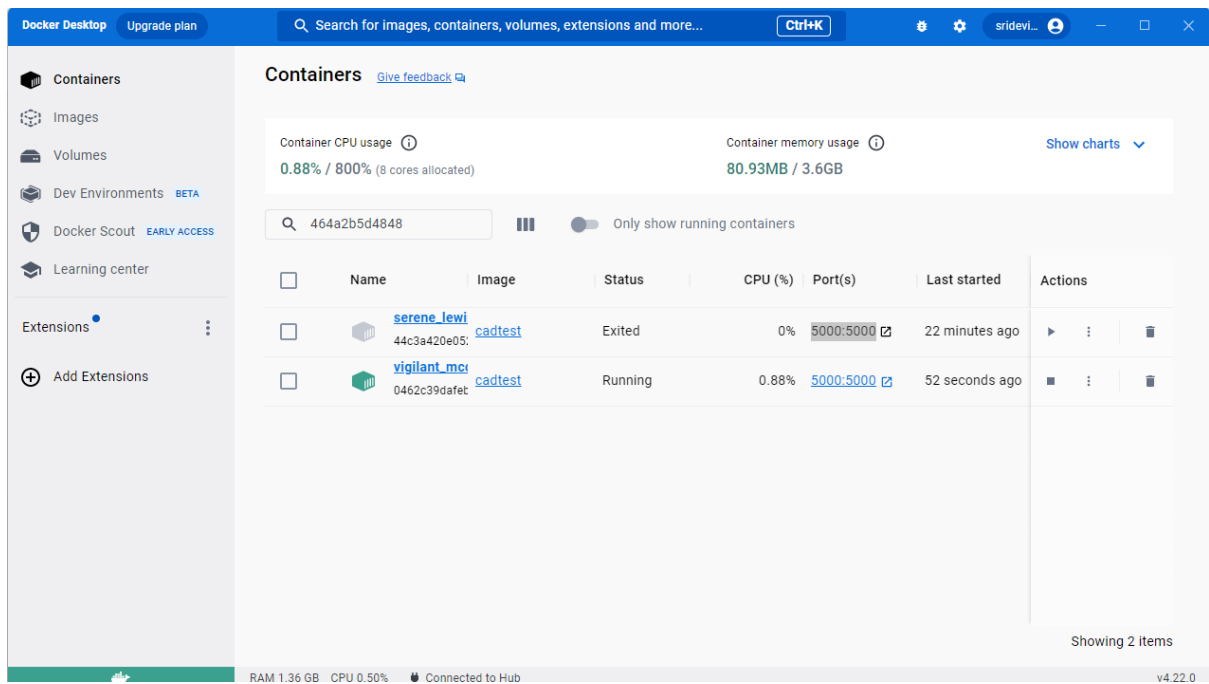 Docker Desktop Upgrade plan Search for images, containers, volumes, extensions and more... Ctrl+K sridevi...
Containers
Images
Volumes
Dev Environments BETA
Docker Scout EARLY ACCESS
Learning center
Extensions
Add Extensions
Containers Give feedback
Container CPU usage
0.88% / 800% (8 cores allocated)
Container memory usage
80.93MB / 3.6GB
Show charts
464a2b5d4848 Only show running containers
Name Image Status CPU (%) Port(s) Last started Actions
serene_lewi
44c3a420e05 cadtest Exited 0% 5000:5000 22 minutes ago
vigilant_mc
0462c39dafeb cadtest Running 0.88% 5000:5000 52 seconds ago
Showing 2 items
RAM 1.36 GB CPU 0.50% Connected to Hub v4.22.0